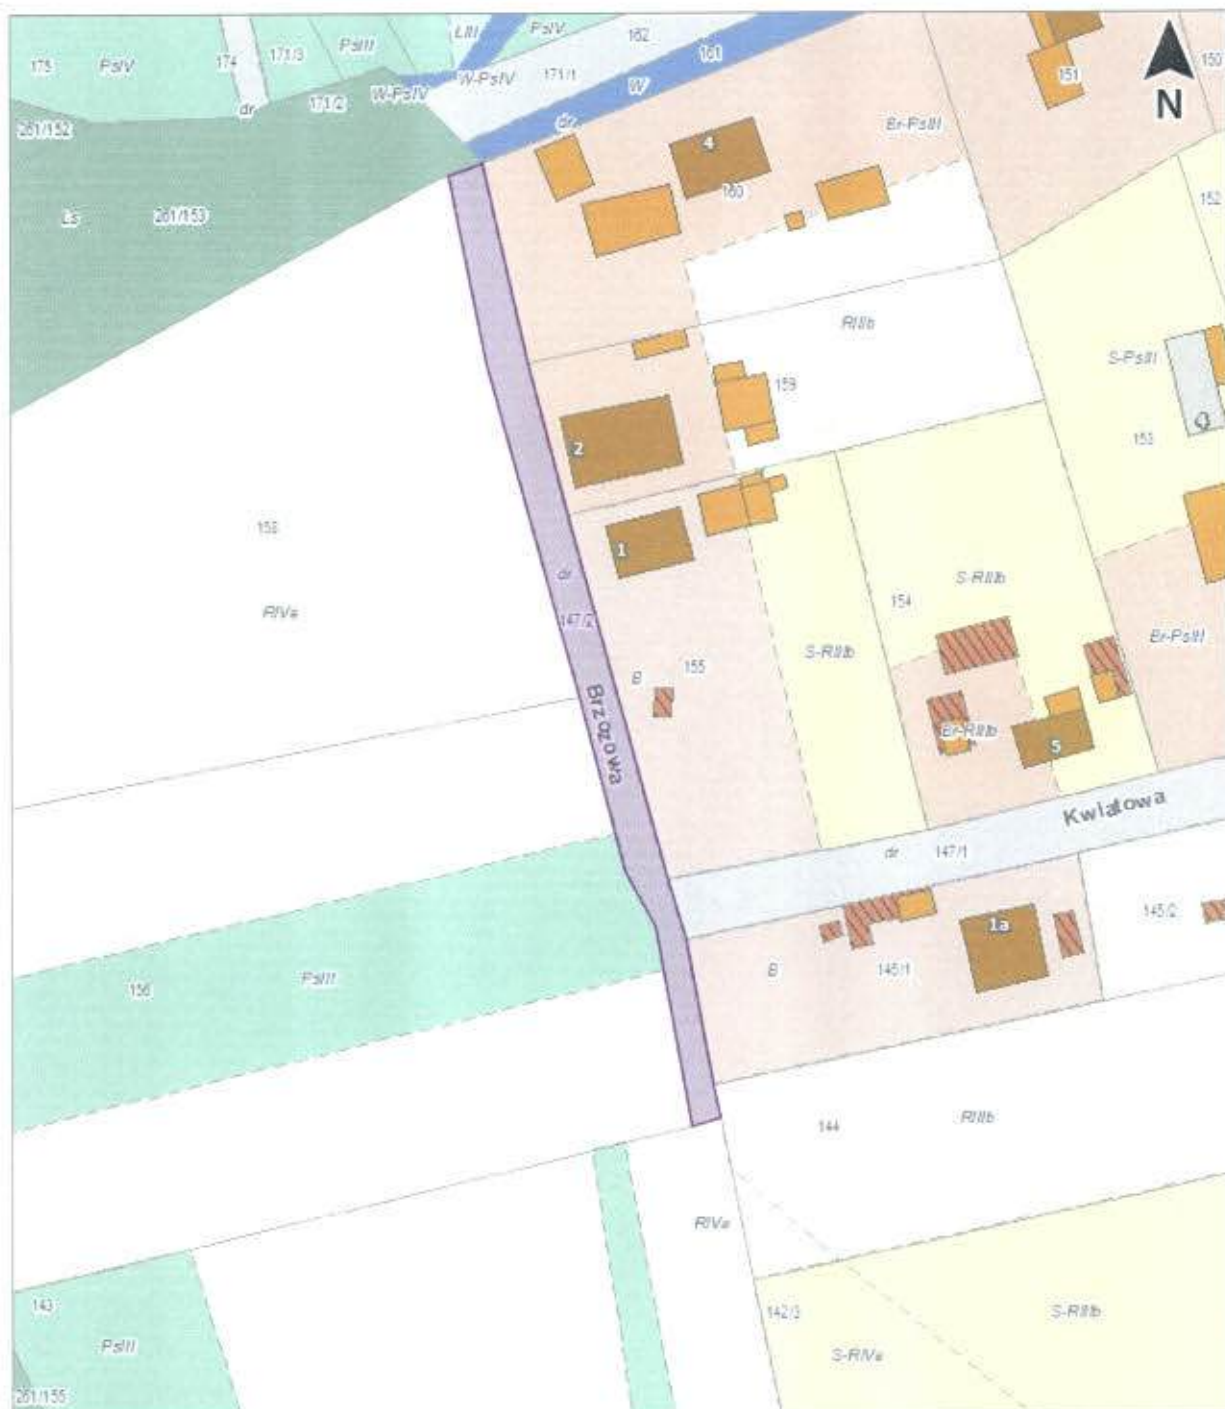 LIII
PsIV
162
161
PsIII
171/3
174
175
PsIV
W-PsIV
171/1
W
W-PsIV
171/2
dr
151
150
N
261/152
dr
4
Br-PsIII
160
Ls
261/153
152
RIIIb
S-PsIII
159
153
2
158
1
dr
S-RIIIb
154
RIVa
147/2
Br-PsIII
S-RIIIb
155
B
Brzozowa
Br-RIIIb
5
Kwiatowa
dr
147/1
1a
145/2
B
145/1
PsIII
156
144
RIIIb
RIVa
143
142/3
S-RIIIb
PsIII
S-RIVa
261/155